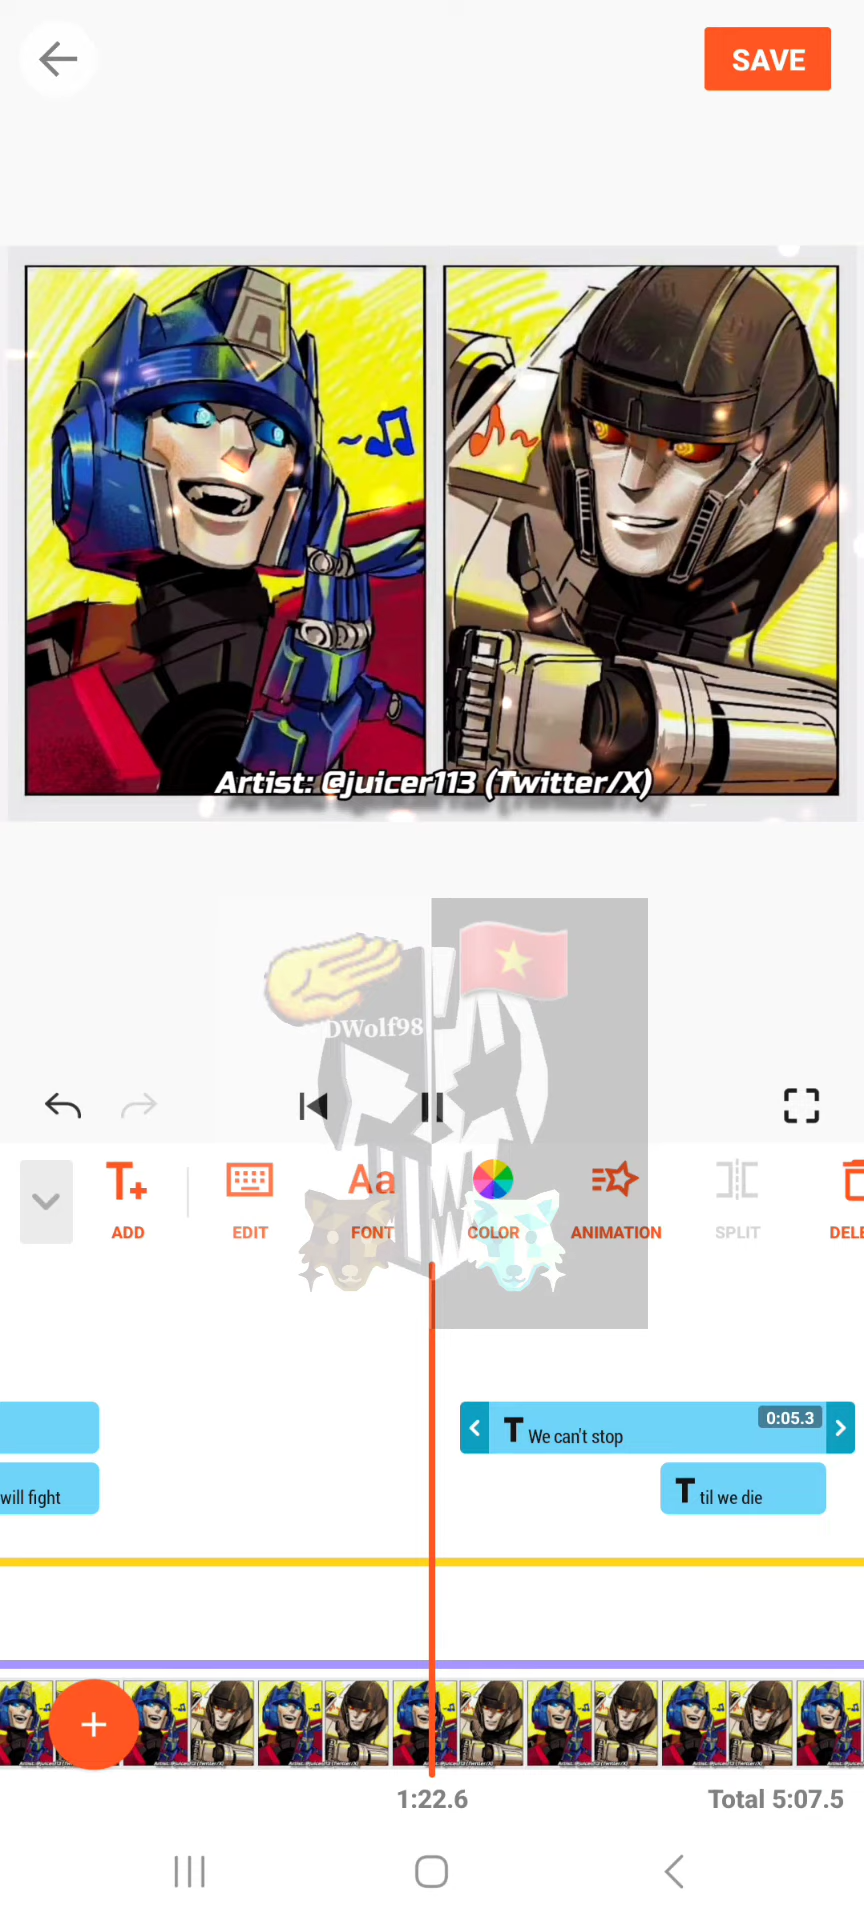 SAVE
Artist: @juicer113 (Twitter/X)
DWolf98
ADD
EDIT
Aa
FONT
COLOR
ANIMATION
SPLIT
DELE
T We can't stop
0:05.3
will fight
T til we die
1:22.6
Total 5:07.5